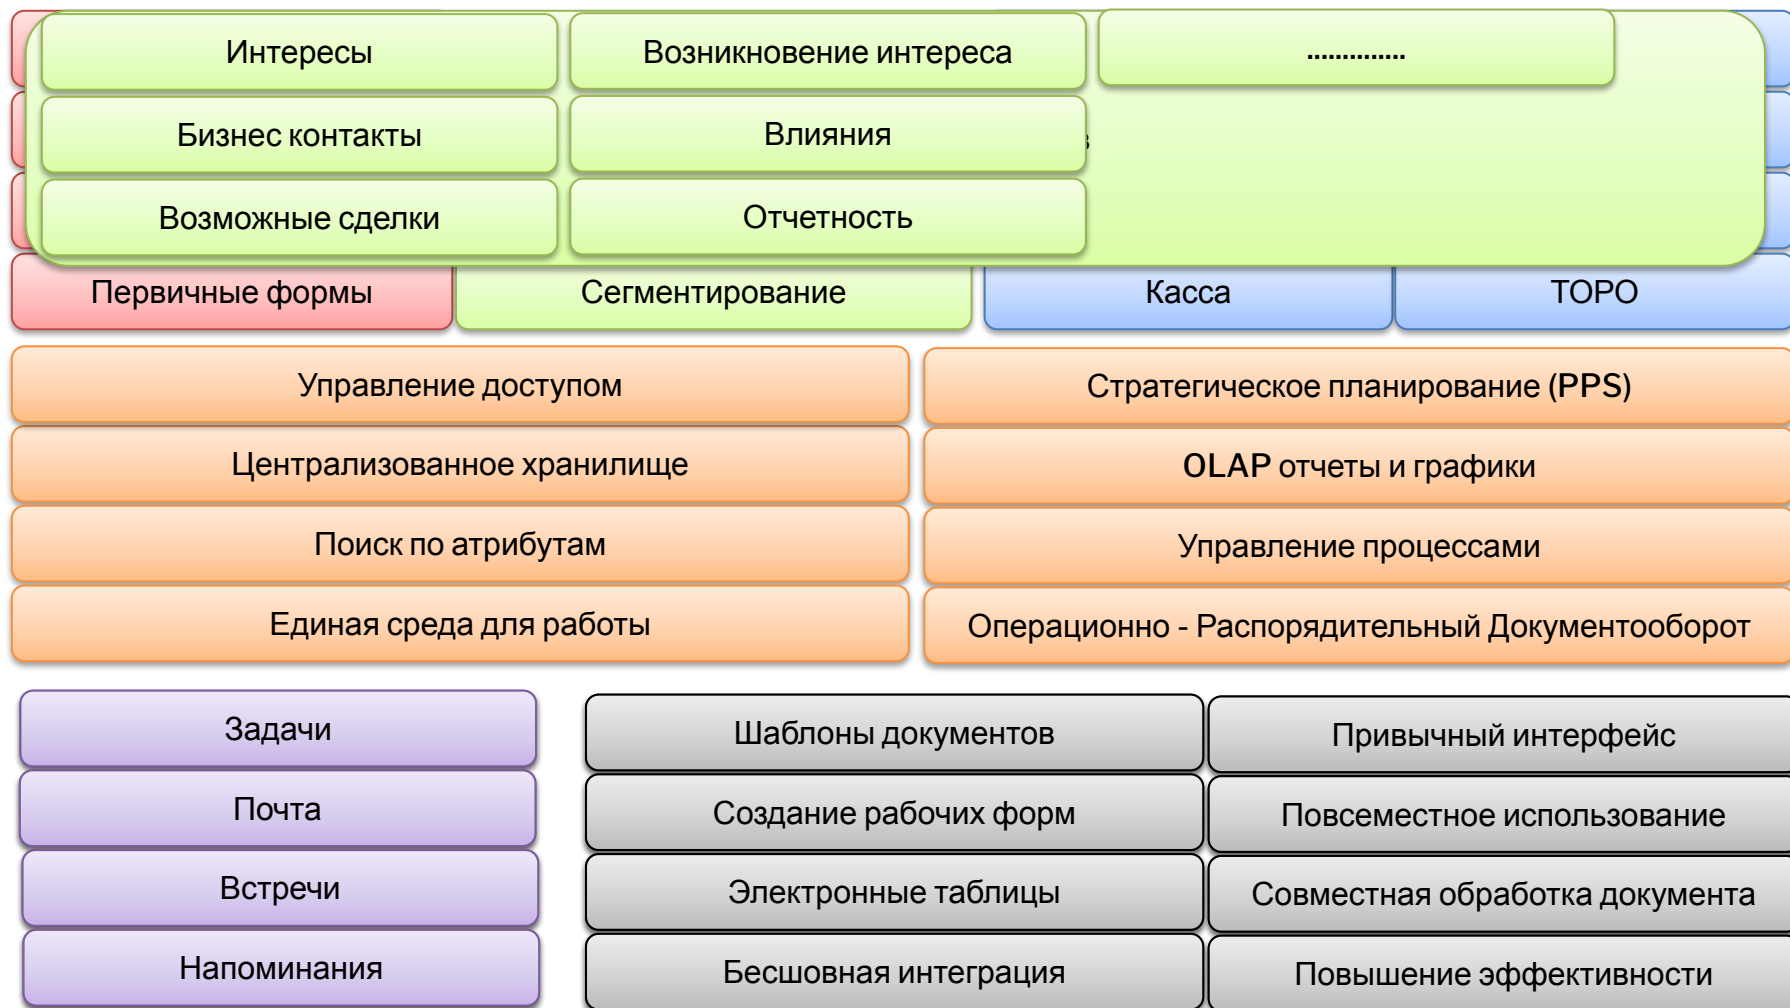 Интересы
Возникновение интереса
..............
Бизнес контакты
Влияния
Возможные сделки
Отчетность
Первичные формы
Сегментирование
Касса
ТОРО
Управление доступом
Стратегическое планирование (PPS)
Централизованное хранилище
OLAP отчеты и графики
Поиск по атрибутам
Управление процессами
Единая среда для работы
Операционно - Распорядительный Документооборот
Задачи
Шаблоны документов
Привычный интерфейс
Почта
Создание рабочих форм
Повсеместное использование
Встречи
Электронные таблицы
Совместная обработка документа
Напоминания
Бесшовная интеграция
Повышение эффективности